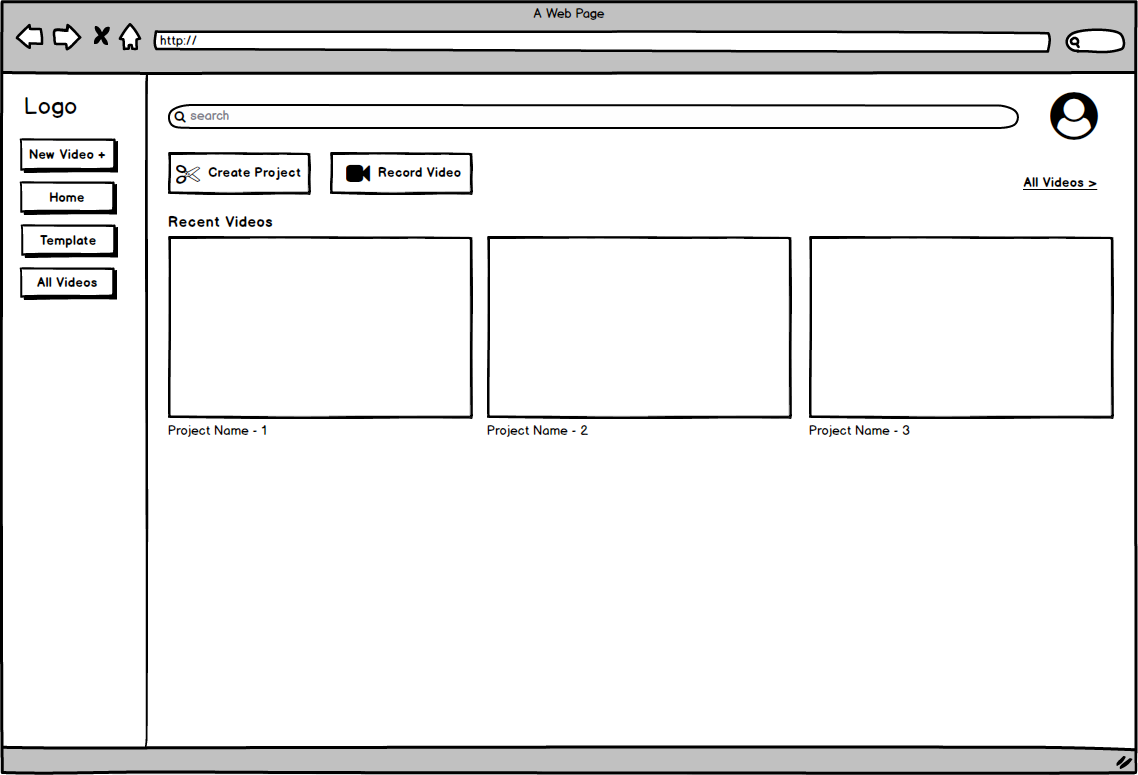 A Web Page
http://
Logo
New Video +
Home
Template
All Videos
search
Create Project
Record Video
All Videos >
Recent Videos
Project Name - 1
Project Name - 2
Project Name - 3